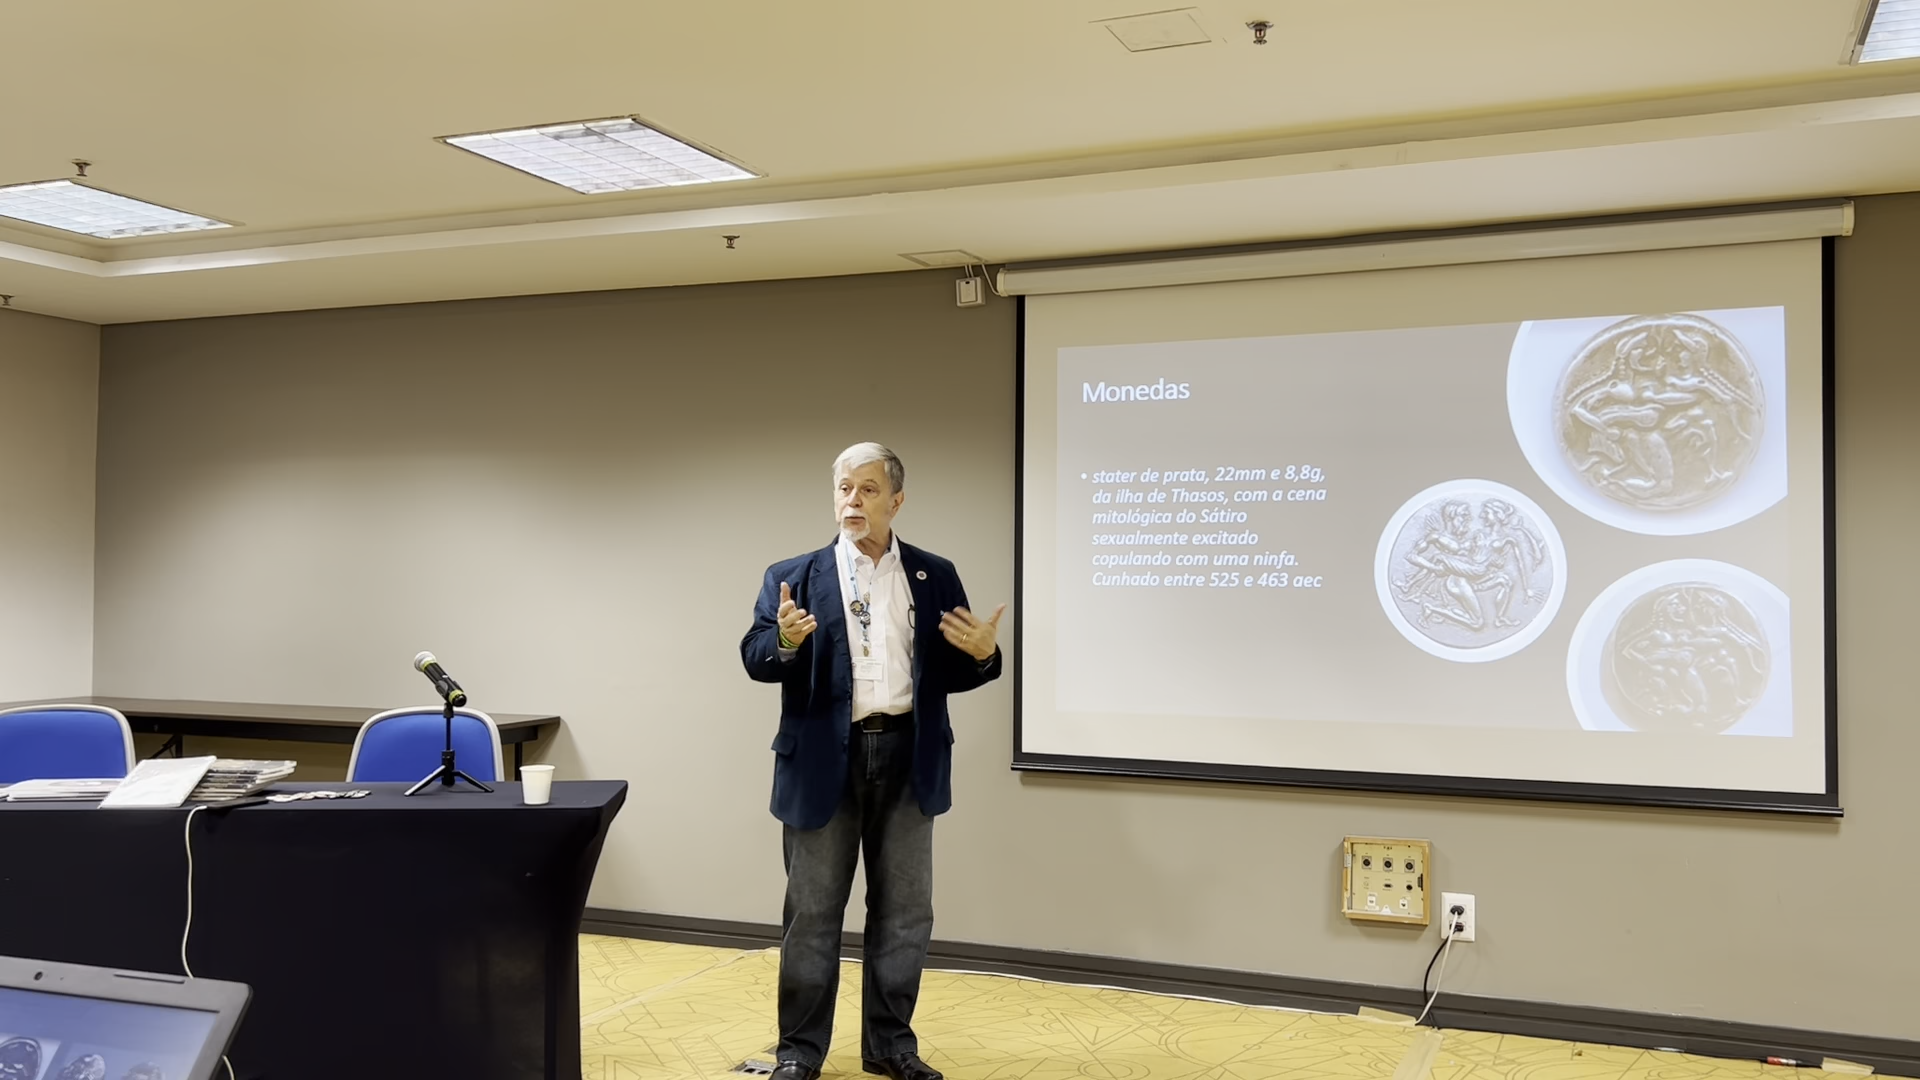 Monedas
• stater de prata, 22mm e 8,8g,
da ilha de Thasos, com a cena
mitológica do Sátiro
sexualmente excitado
copulando com uma ninfa.
Cunhado entre 525 e 463 aec